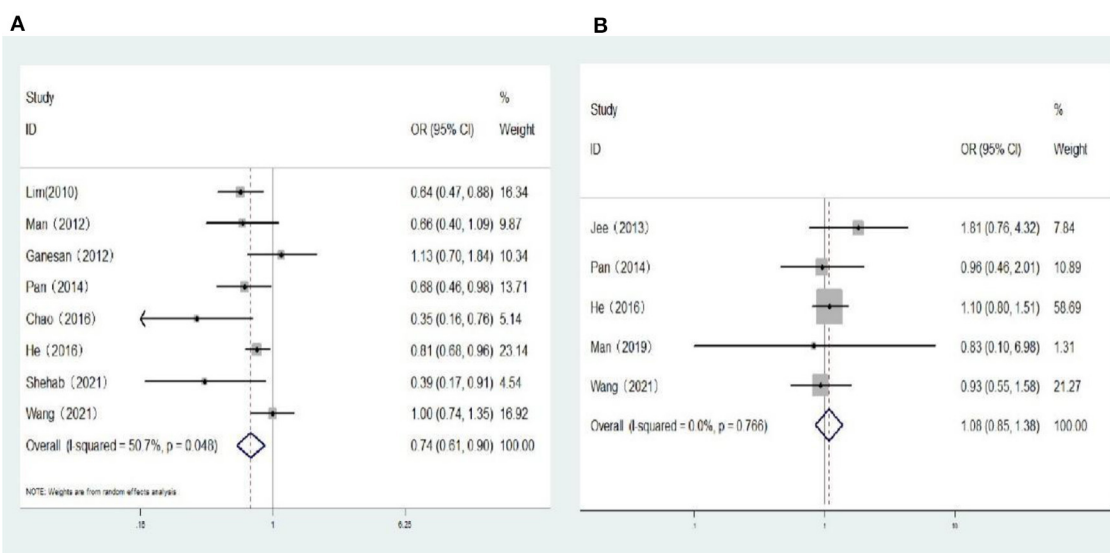 A
B
Study %
ID OR (95% CI) Weight
Lim(2010) 0.64 (0.47, 0.88) 16.34
Man (2012) 0.66 (0.40, 1.09) 9.87
Ganesan (2012) 1.13 (0.70, 1.84) 10.34
Pan (2014) 0.68 (0.46, 0.98) 13.71
Chao (2016) 0.35 (0.16, 0.76) 5.14
He (2016) 0.81 (0.68, 0.96) 23.14
Shehab (2021) 0.39 (0.17, 0.91) 4.54
Wang (2021) 1.00 (0.74, 1.35) 16.92
Overall (I-squared = 50.7%, p = 0.048) 0.74 (0.61, 0.90) 100.00
NOTE: Weights are from random effects analysis
1 6.25
Study %
ID OR (95% CI) Weight
Jee (2013) 1.81 (0.76, 4.32) 7.84
Pan (2014) 0.96 (0.46, 2.01) 10.89
He (2016) 1.10 (0.80, 1.51) 58.69
Man (2019) 0.83 (0.10, 6.98) 1.31
Wang (2021) 0.93 (0.55, 1.58) 21.27
Overall (I-squared = 0.0%, p = 0.766) 1.08 (0.85, 1.38) 100.00
.1 1 10